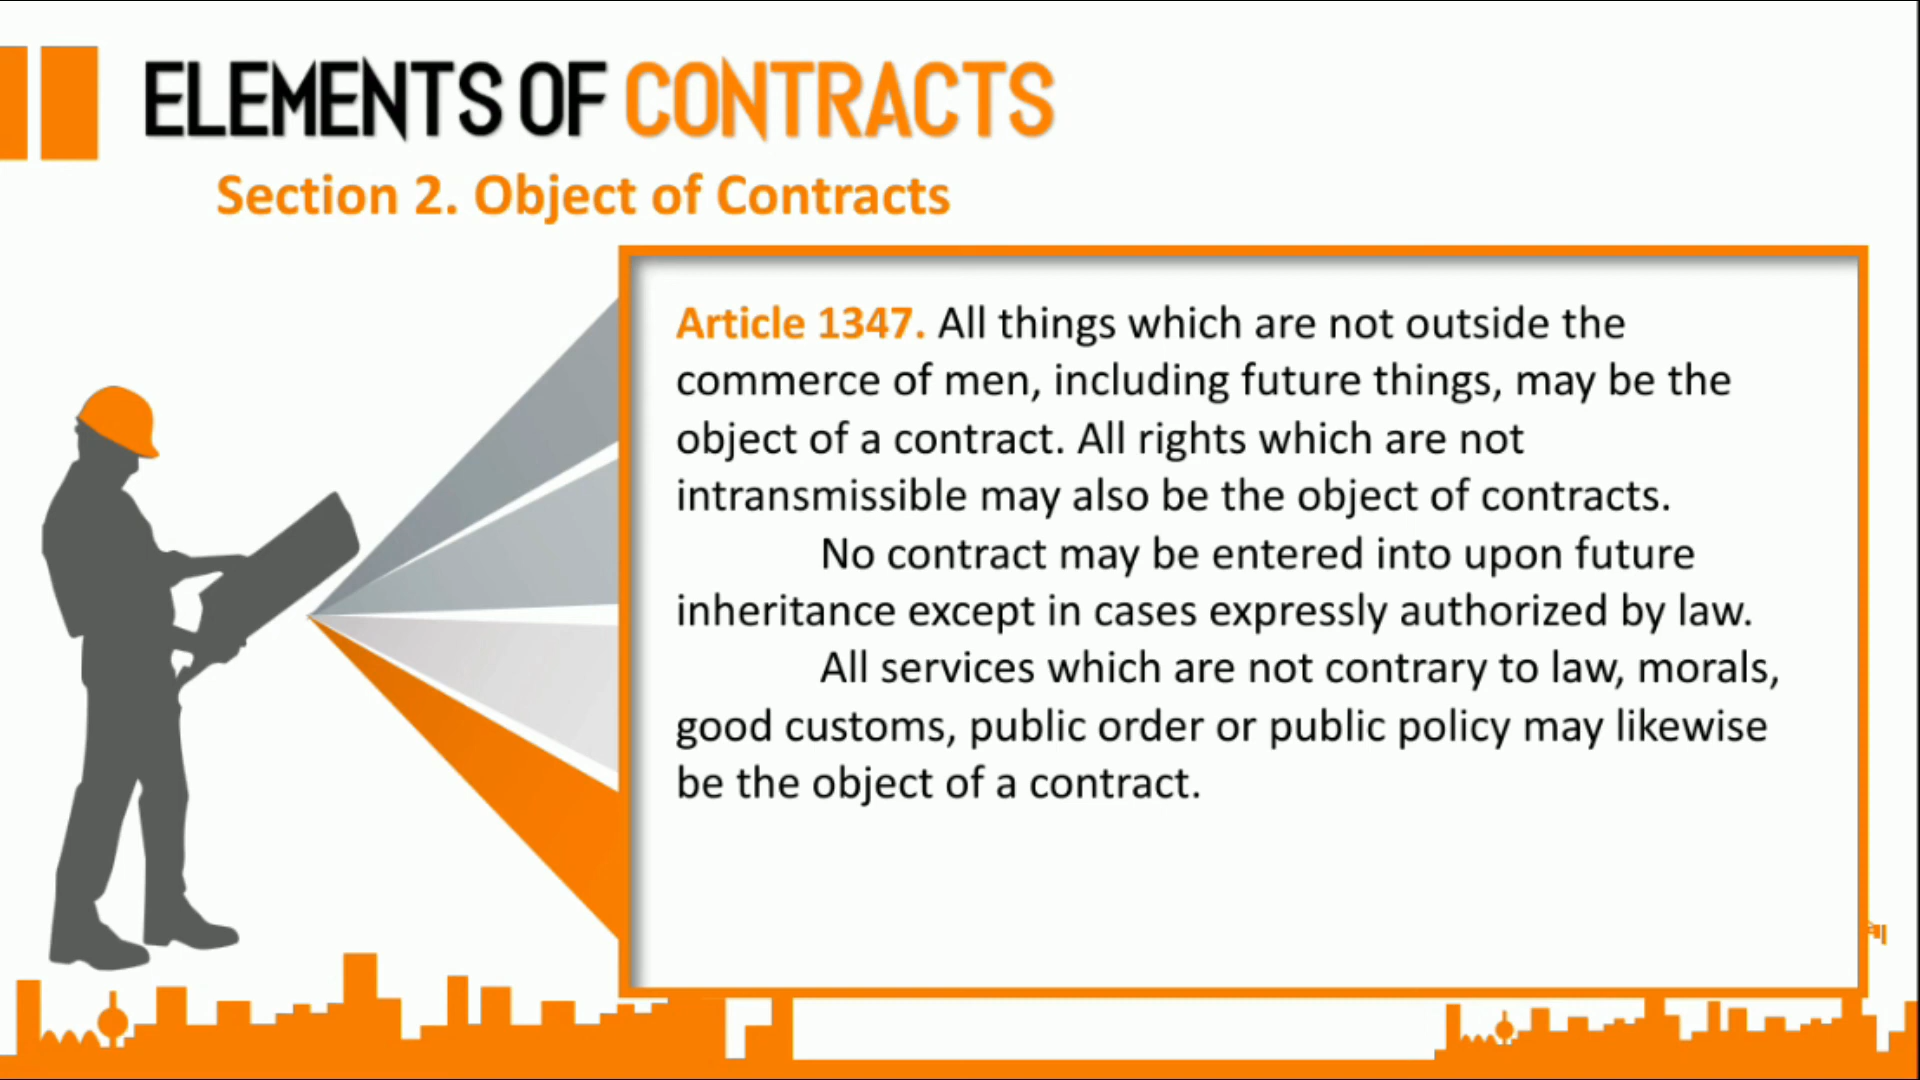 ELEMENTS OF CONTRACTS
Section 2. Object of Contracts
Article 1347. All things which are not outside the
commerce of men, including future things, may be the
object of a contract. All rights which are not
intransmissible may also be the object of contracts.
No contract may be entered into upon future
inheritance except in cases expressly authorized by law.
All services which are not contrary to law, morals,
good customs, public order or public policy may likewise
be the object of a contract.